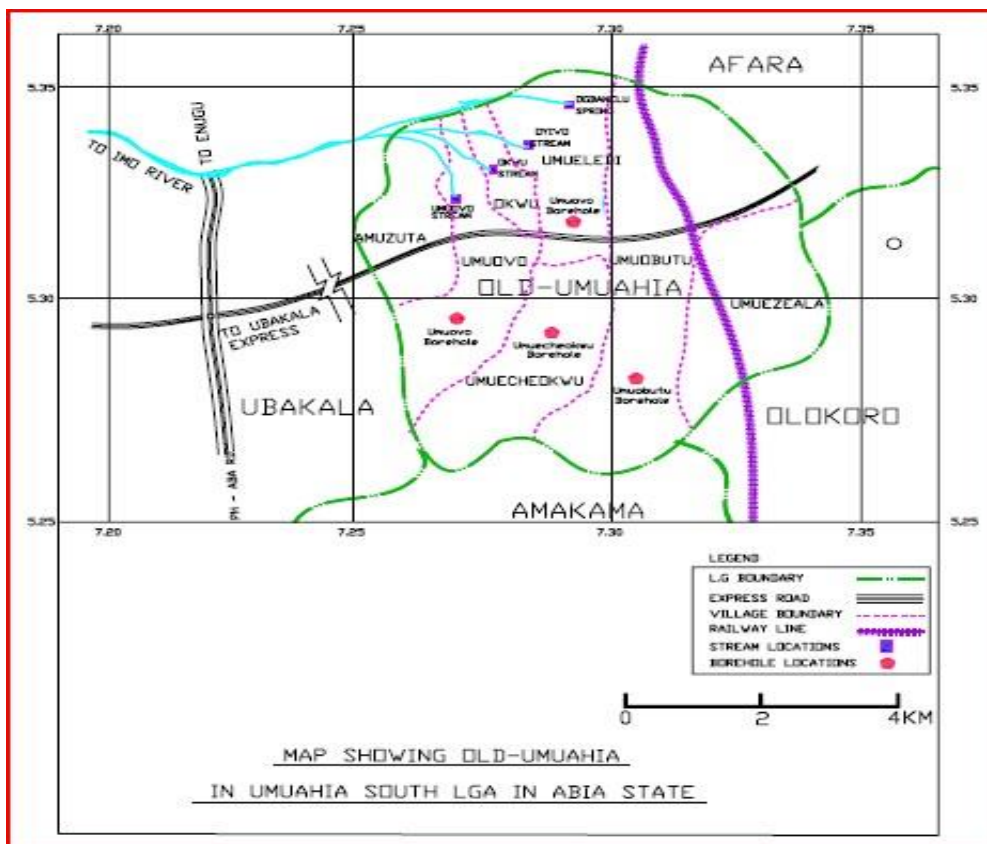 7.20 7.25 7.30 7.35
AFARA
5.35 5.35
OGBANELU
SPRING
TO ENUGU
OYIVO
STREAM
UMUELEDI
TO IMO RIVER
OKWU
STREAM
UMUOVO
STREAM
OKWU
Umuovo
Borehole
AMUZUTA
UMUOVO
UMUOBUTU
OLD-UMUAHIA
5.30 5.30
UMUEZEALA
TO UBAKALA
EXPRESS
Umuovo
Borehole
Umuecheokwu
Borehole
UMUECHEOKWU
Umuobutu
Borehole
UBAKALA
OLOKORO
PH - ABA RD
AMAKAMA
5.25 5.25
7.20 7.25 7.30 7.35
LEGEND
L.G BOUNDARY
EXPRESS ROAD
VILLAGE BOUNDARY
RAILWAY LINE
STREAM LOCATIONS
BOREHOLE LOCATIONS
0 2 4KM
MAP SHOWING OLD-UMUAHIA
IN UMUAHIA SOUTH LGA IN ABIA STATE